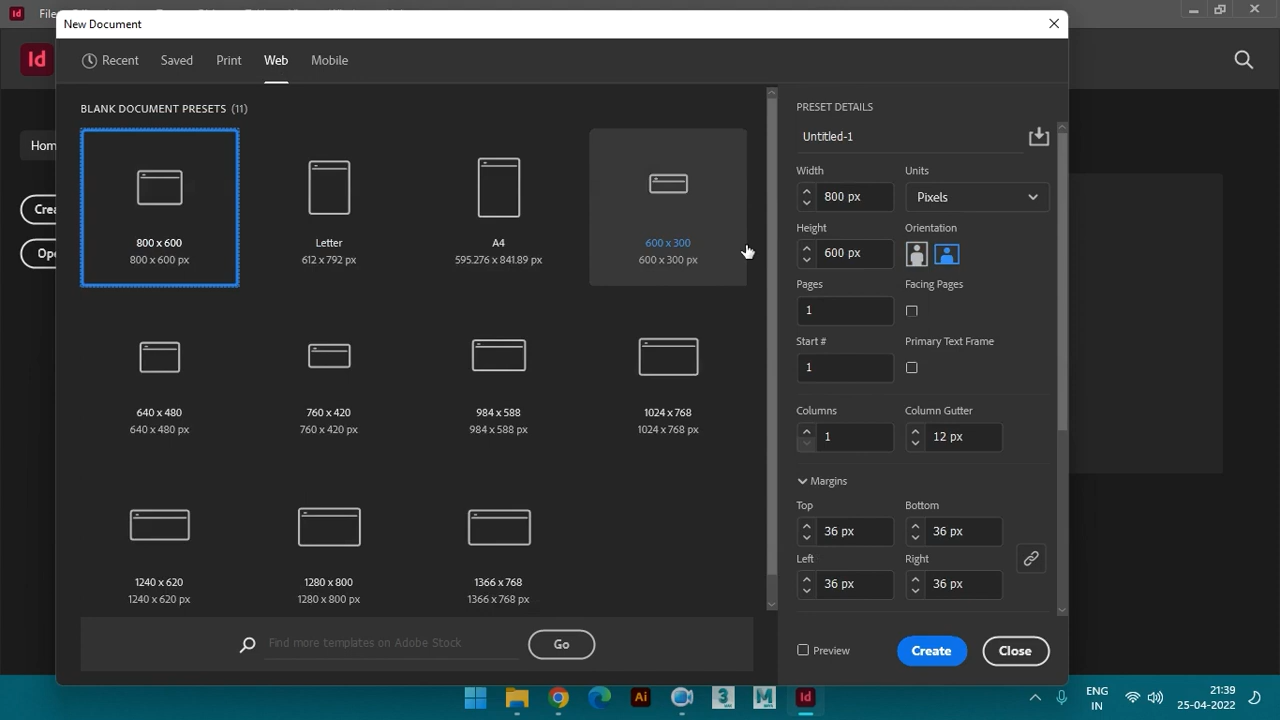 Id
File
New Document
Id
Recent
Saved
Print
Web
Mobile
BLANK DOCUMENT PRESETS (11)
800 x 600
800 x 600 px
Letter
612 x 792 px
A4
595.276 x 841.89 px
600 x 300
600 x 300 px
640 x 480
640 x 480 px
760 x 420
760 x 420 px
984 x 588
984 x 588 px
1024 x 768
1024 x 768 px
1240 x 620
1240 x 620 px
1280 x 800
1280 x 800 px
1366 x 768
1366 x 768 px
Find more templates on Adobe Stock
Go
PRESET DETAILS
Untitled-1
Width
Units
800 px
Pixels
Height
Orientation
600 px
Pages
Facing Pages
1
Start #
Primary Text Frame
1
Columns
Column Gutter
1
12 px
Margins
Top
Bottom
36 px
36 px
Left
Right
36 px
36 px
Preview
Create
Close
Hom
Crea
Ope
Ai
3
M
Id
ENG
IN
21:39
25-04-2022